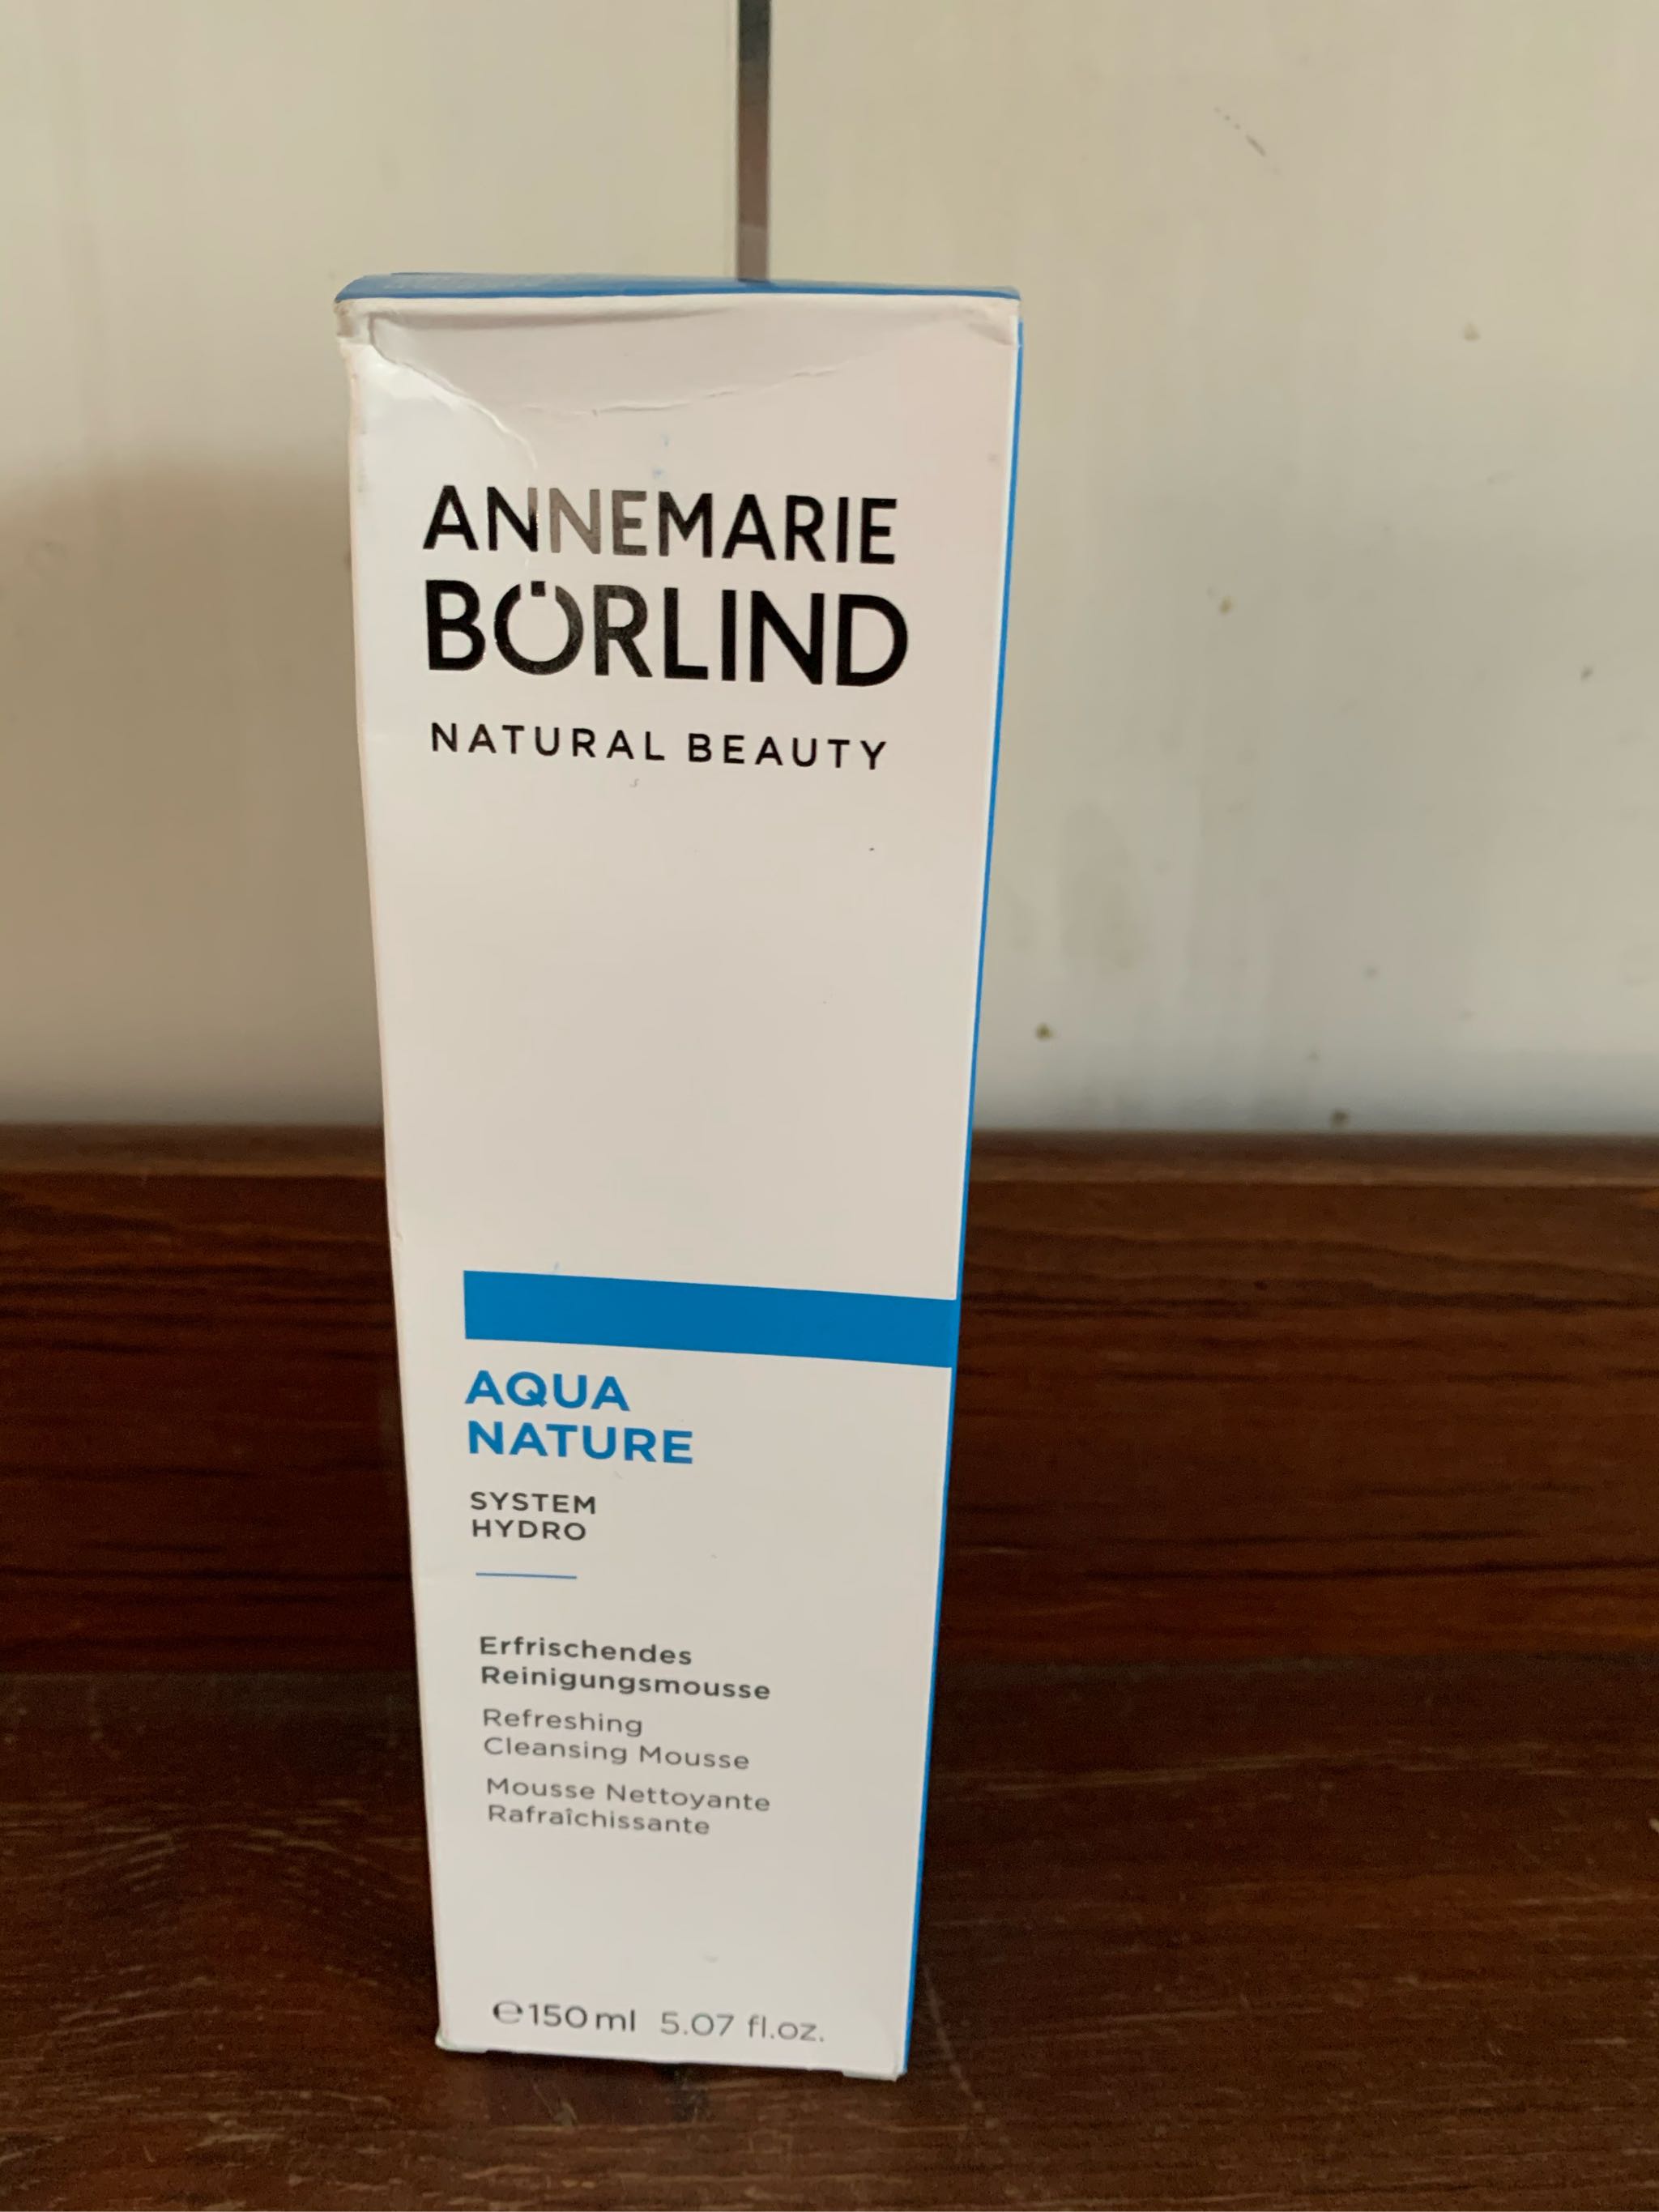 ANNEMARIE
BÖRLIND
NATURAL BEAUTY
AQUA
NATURE
SYSTEM
HYDRO
Erfrischendes
Reinigungsmousse
Refreshing
Cleansing Mousse
Mousse Nettoyante
Rafraîchissante
℮150 ml 5.07 fl.oz.